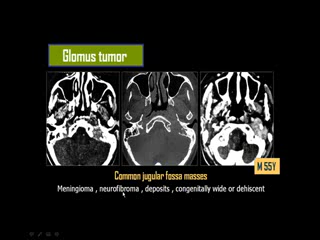 Glomus tumor
M 55Y
Common jugular fossa masses
Meningioma , neurofibroma , deposits , congenitally wide or dehiscent